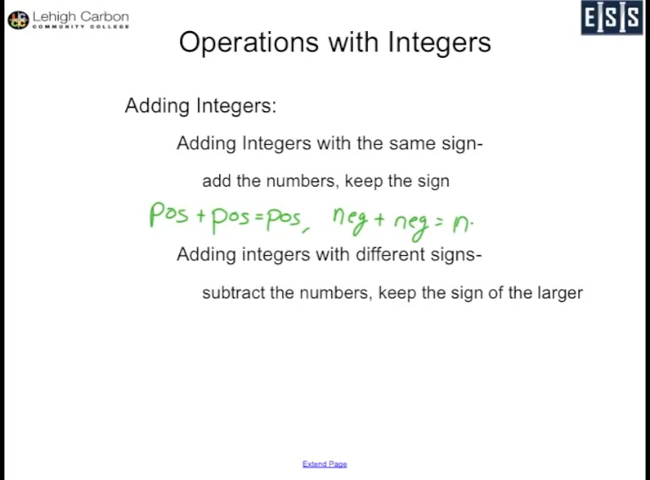 Lehigh Carbon
COMMUNITY COLLEGE
E|S|S
Operations with Integers
Adding Integers:
Adding Integers with the same sign-
add the numbers, keep the sign
pos + pos = pos, neg + neg = n
Adding integers with different signs-
subtract the numbers, keep the sign of the larger
Extend Page